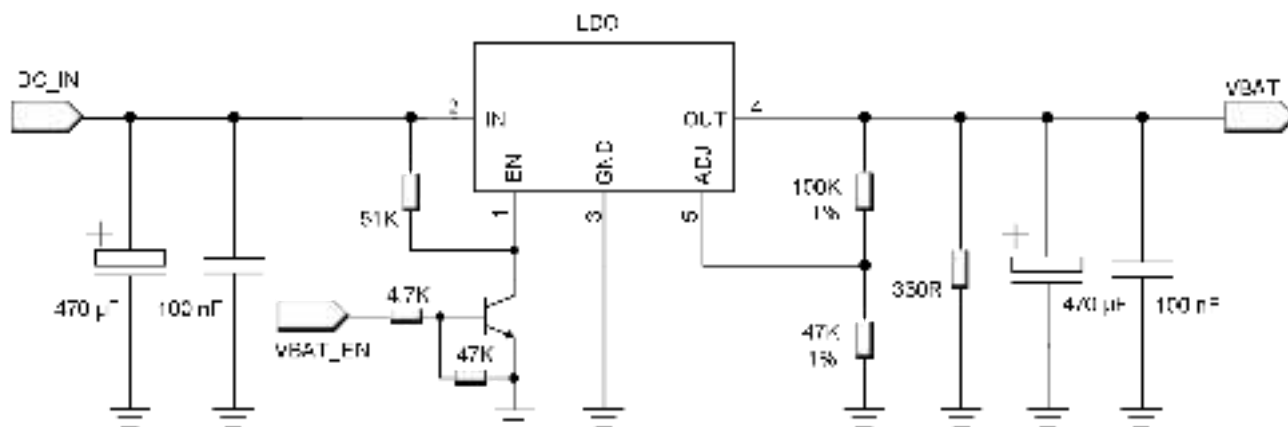 LDO
DC_IN
VBAT
2
IN
OUT
4
EN
GND
ADJ
1
3
5
51K
100K
1%
+
+
470 µF
100 nF
4.7K
330R
470 µF
100 nF
VBAT_EN
47K
47K
1%